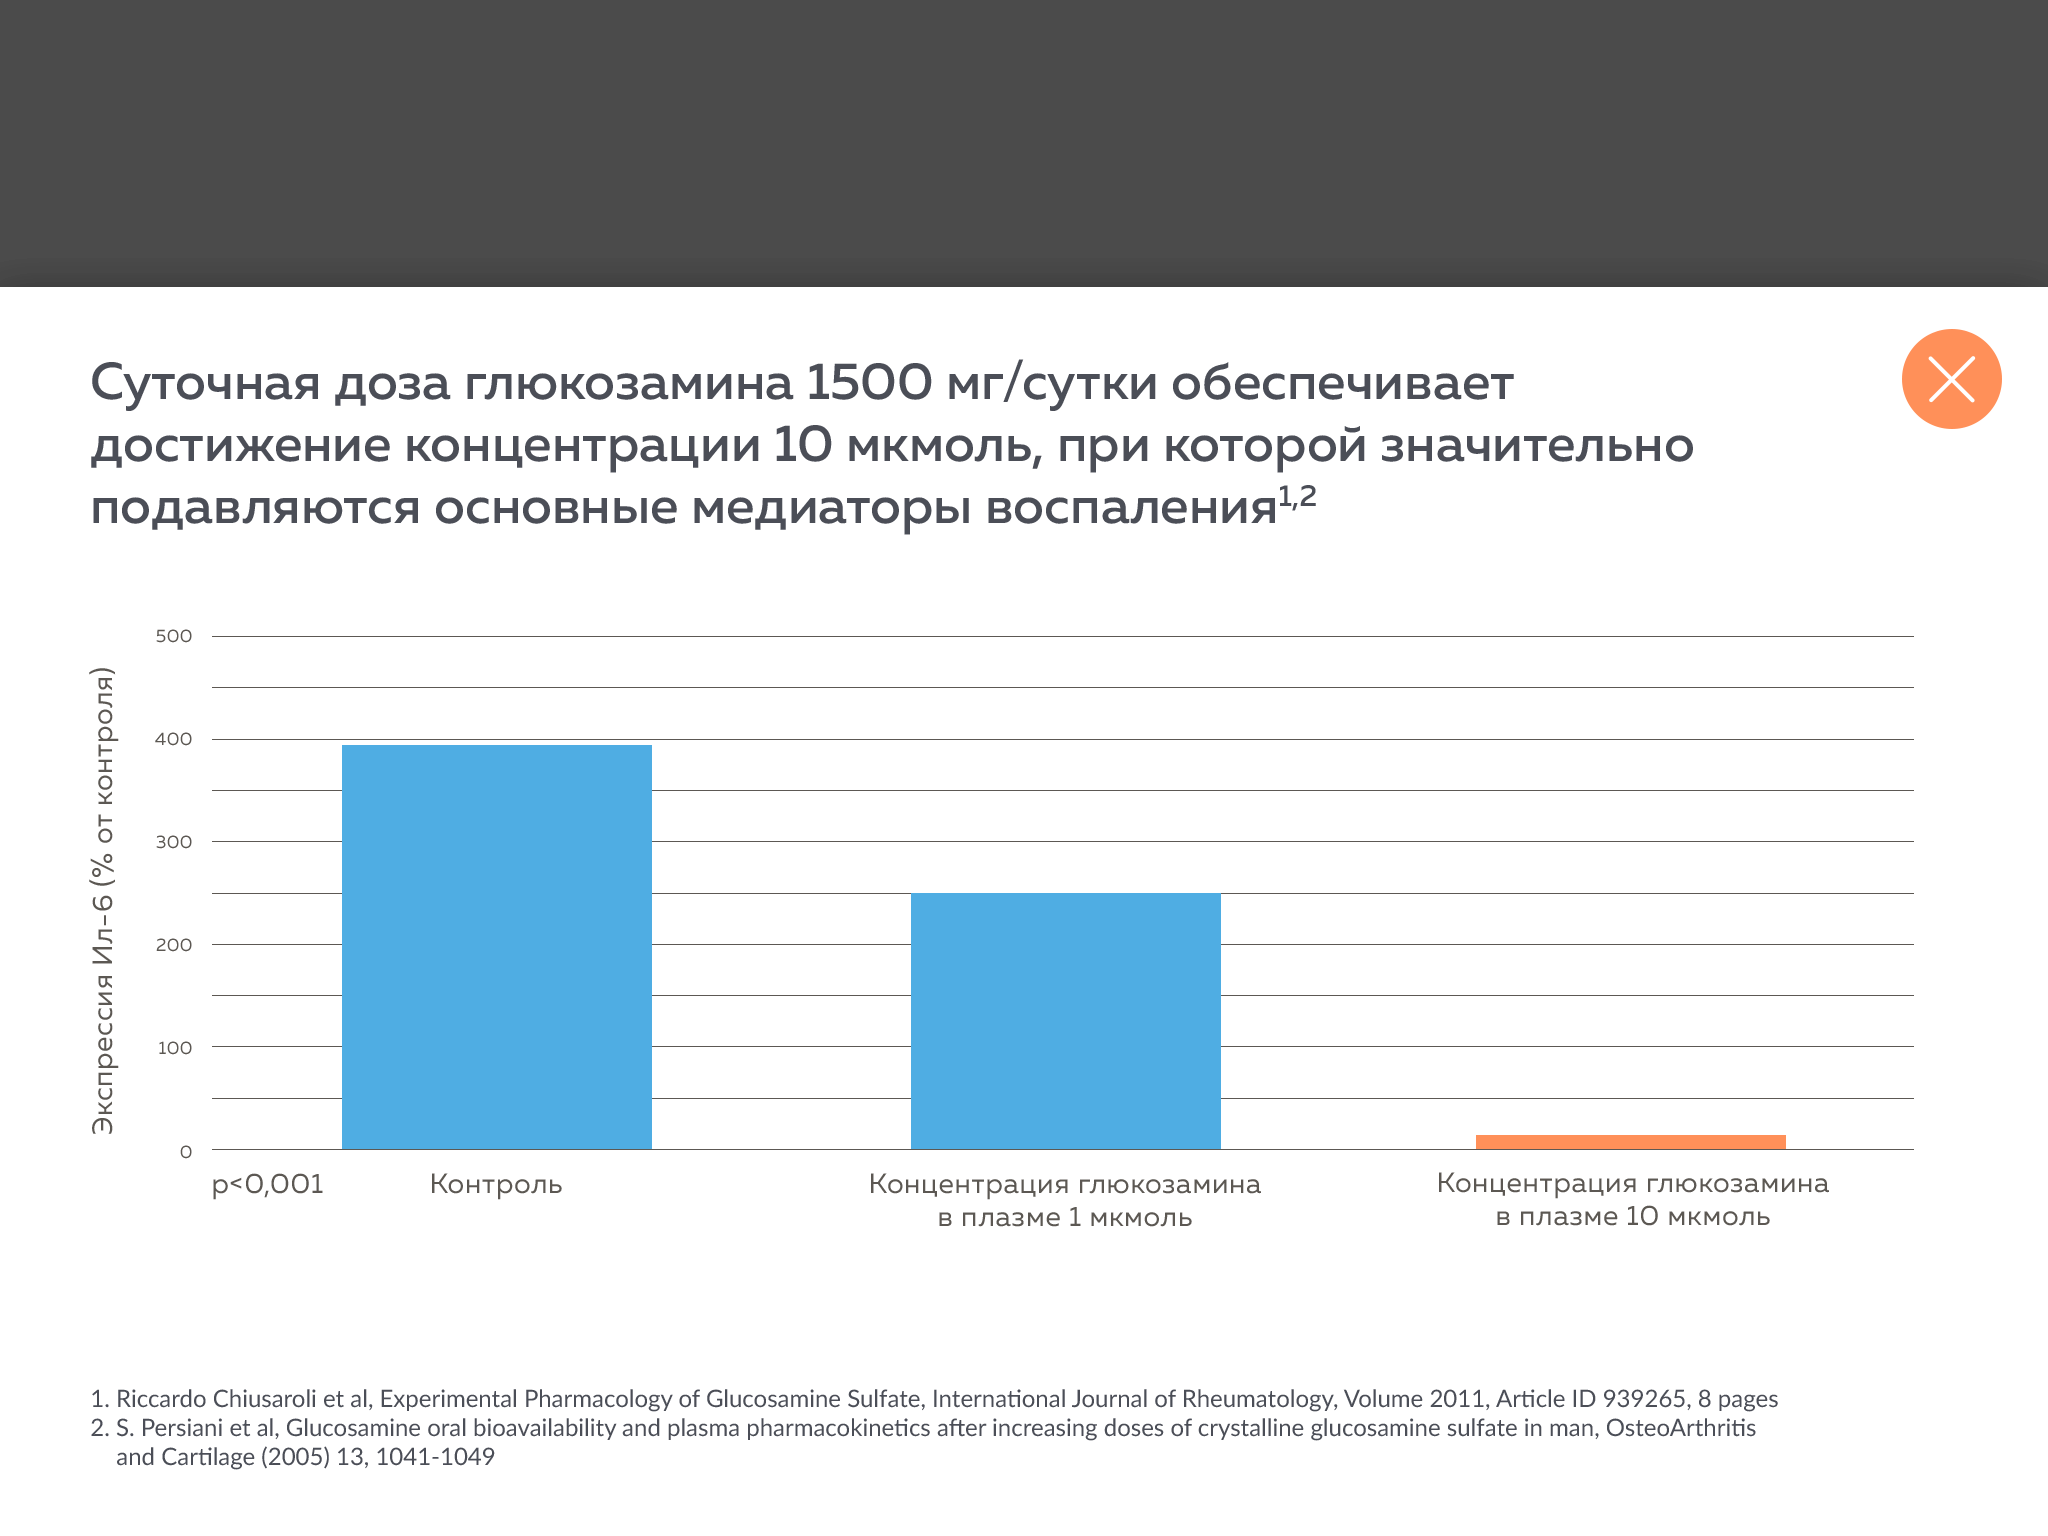 Суточная доза глюкозамина 1500 мг/сутки обеспечивает
достижение концентрации 10 мкмоль, при которой значительно
подавляются основные медиаторы воспаления1,2
Экспрессия Ил-6 (% от контроля)
500
400
300
200
100
0
p<0,001
Контроль
Концентрация глюкозамина
в плазме 1 мкмоль
Концентрация глюкозамина
в плазме 10 мкмоль
1. Riccardo Chiusaroli et al, Experimental Pharmacology of Glucosamine Sulfate, International Journal of Rheumatology, Volume 2011, Article ID 939265, 8 pages
2. S. Persiani et al, Glucosamine oral bioavailability and plasma pharmacokinetics after increasing doses of crystalline glucosamine sulfate in man, OsteoArthritis
and Cartilage (2005) 13, 1041-1049